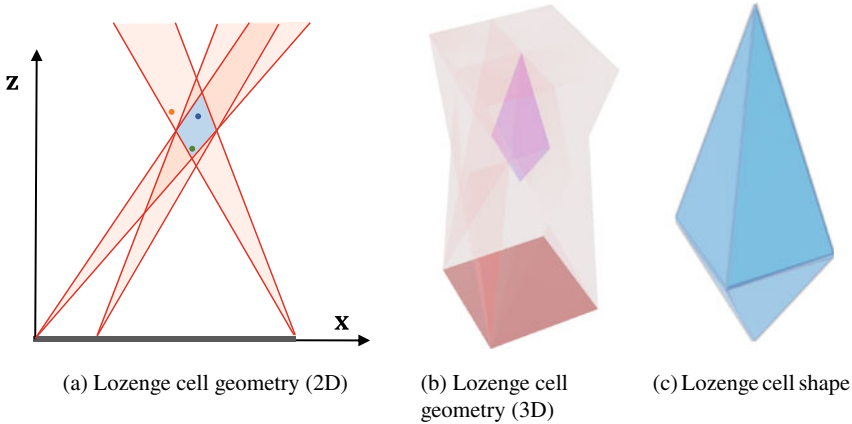 z
x
(a) Lozenge cell geometry (2D)
(b) Lozenge cell
geometry (3D)
(c) Lozenge cell shape